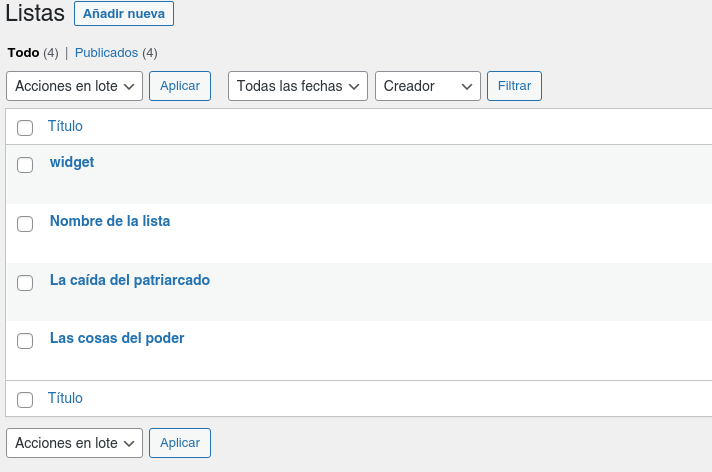 Listas Añadir nueva
Todo (4) | Publicados (4)
Acciones en lote Aplicar Todas las fechas Creador Filtrar
Título
widget
Nombre de la lista
La caída del patriarcado
Las cosas del poder
Título
Acciones en lote Aplicar